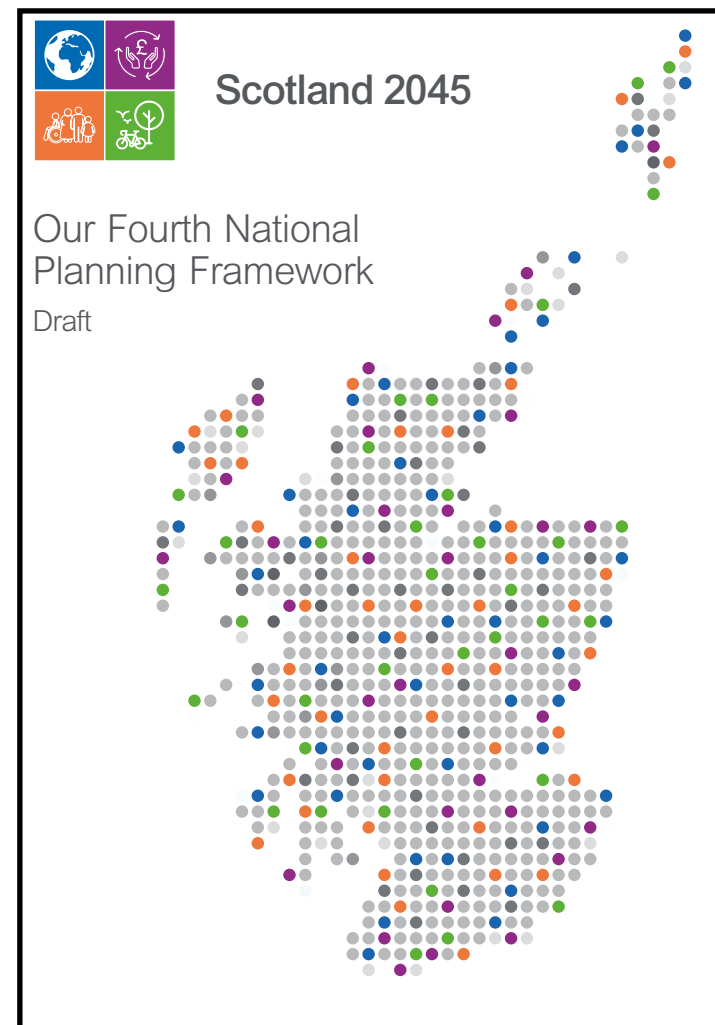 £
Scotland 2045
Our Fourth National
Planning Framework
Draft